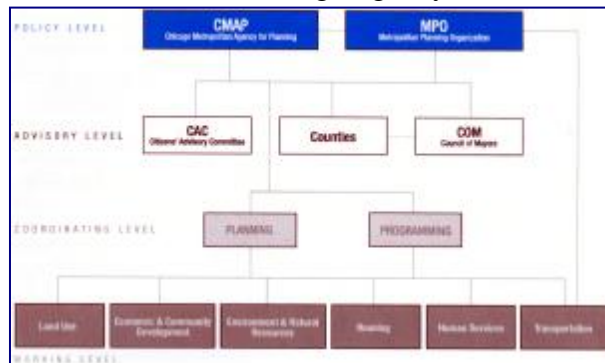 POLICY LEVEL
CMAP
Chicago Metropolitan Agency for Planning
MPO
Metropolitan Planning Organization
ADVISORY LEVEL
CAC
Citizens' Advisory Committee
Counties
COM
Council of Mayors
COORDINATING LEVEL
PLANNING
PROGRAMMING
Land Use
Economic & Community
Development
Environment & Natural
Resources
Housing
Human Services
Transportation
WORKING LEVEL